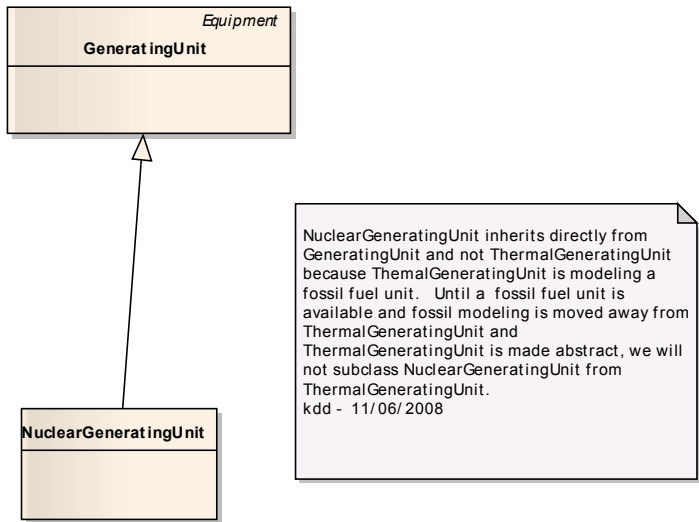 Equipment
GeneratingUnit
NuclearGeneratingUnit inherits directly from
GeneratingUnit and not ThermalGeneratingUnit
because ThemalGeneratingUnit is modeling a
fossil fuel unit.  Until a  fossil fuel unit is
available and fossil modeling is moved away from
ThermalGeneratingUnit and
ThermalGeneratingUnit is made abstract, we will
not subclass NuclearGeneratingUnit from
ThermalGeneratingUnit.
kdd - 11/06/2008
NuclearGeneratingUnit